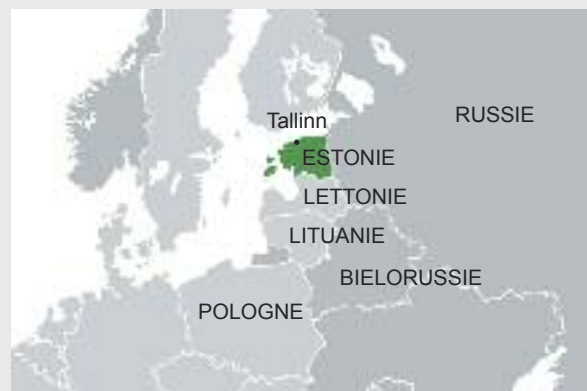 RUSSIE
Tallinn
ESTONIE
LETTONIE
LITUANIE
BIELORUSSIE
POLOGNE